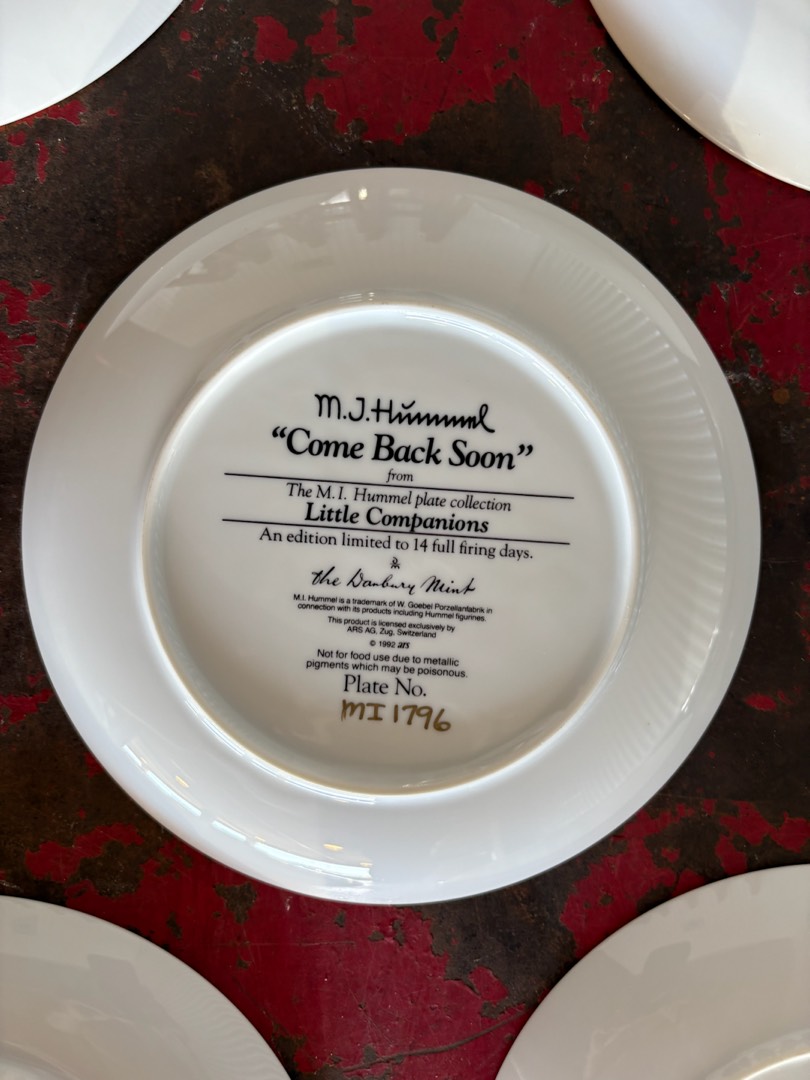 M.J.Hummel
“Come Back Soon”
from
The M.I. Hummel plate collection
Little Companions
An edition limited to 14 full firing days.
the Danbury Mint
M.I. Hummel is a trademark of W. Goebel Porzellanfabrik in
connection with its products including Hummel figurines.
This product is licensed exclusively by
ARS AG, Zug, Switzerland
© 1992 ars
Not for food use due to metallic
pigments which may be poisonous.
Plate No.
MI 1796